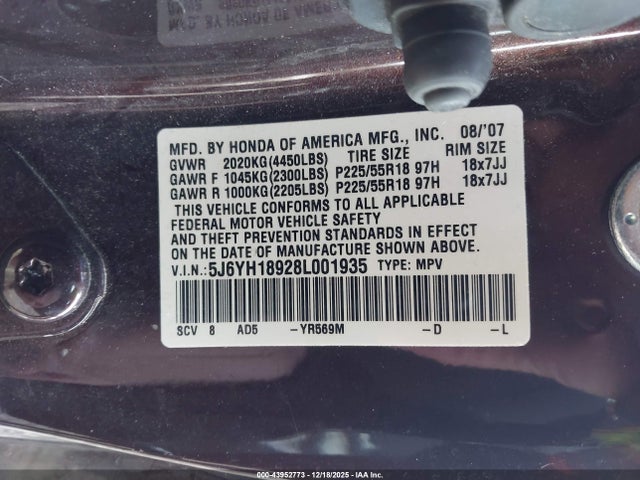 MFD. BY HONDA OF AMERICA MFG., INC. 08/'07
GVWR 2020KG(4450LBS) TIRE SIZE RIM SIZE
GAWR F 1045KG(2300LBS) P225/55R18 97H 18x7JJ
GAWR R 1000KG(2205LBS) P225/55R18 97H 18x7JJ
THIS VEHICLE CONFORMS TO ALL APPLICABLE
FEDERAL MOTOR VEHICLE SAFETY
AND THEFT PREVENTION STANDARDS IN EFFECT
ON THE DATE OF MANUFACTURE SHOWN ABOVE.
V.I.N.: 5J6YH18928L001935 TYPE: MPV
SCV 8 AD5 -YR569M -D -L
000-43952773 - 12/18/2025 - IAA Inc.